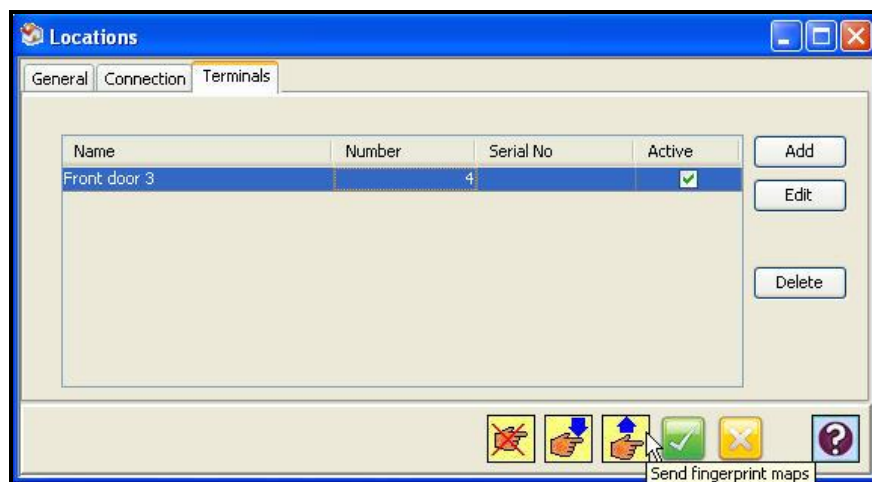 Locations
General Connection Terminals
Name Number Serial No Active
Front door 3 4
Add
Edit
Delete
?
Send fingerprint maps